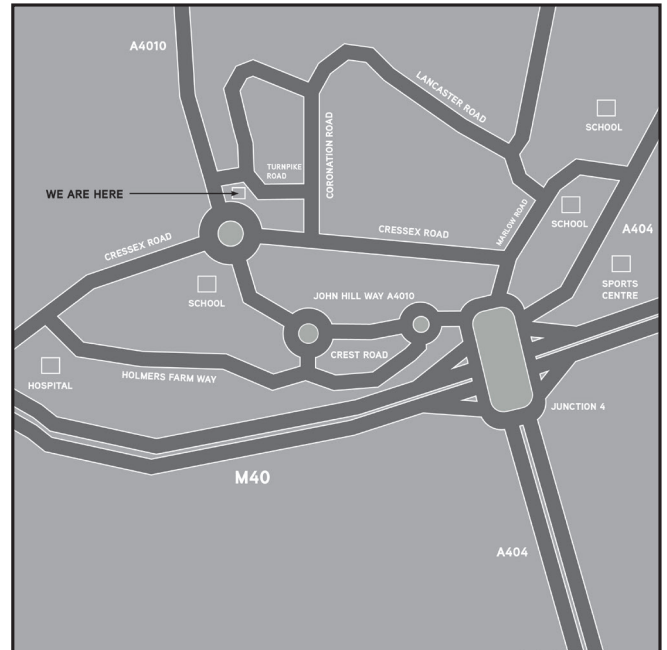 A4010
LANCASTER ROAD
SCHOOL
CORONATION ROAD
TURNPIKE
ROAD
WE ARE HERE
SCHOOL
MARLOW ROAD
A404
CRESSEX ROAD
CRESSEX ROAD
SPORTS
CENTRE
SCHOOL
JOHN HILL WAY A4010
CREST ROAD
HOLMERS FARM WAY
HOSPITAL
JUNCTION 4
M40
A404